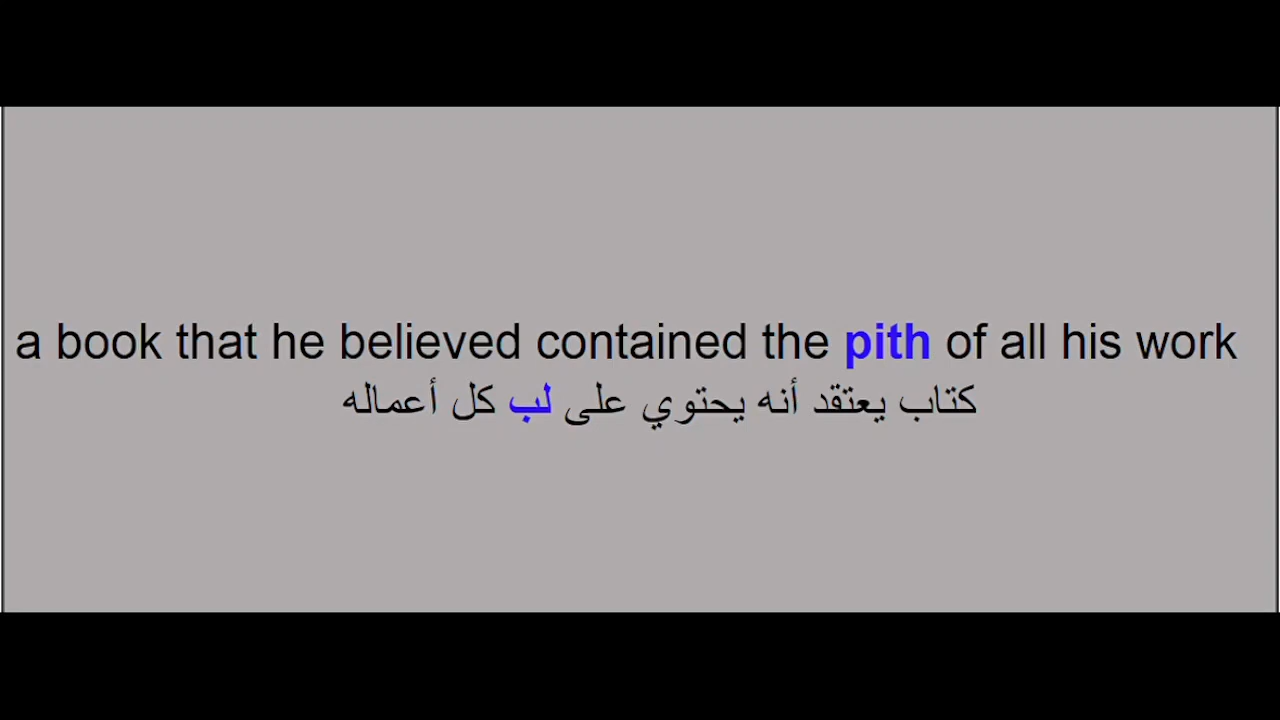 a book that he believed contained the pith of all his work
كتاب يعتقد أنه يحتوي على لب كل أعماله